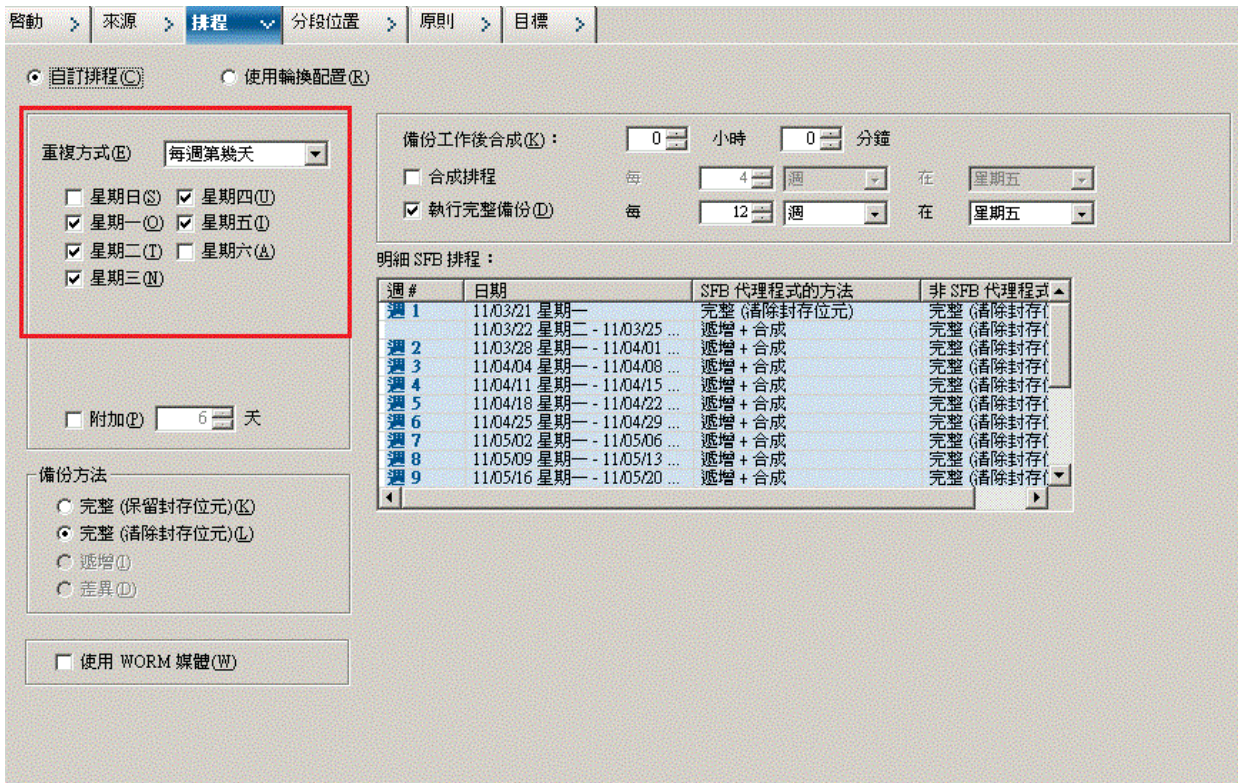 啓動 來源 排程 分段位置 原則 目標
自訂排程(C) 使用輪換配置(R)
重複方式(E) 每週第幾天
星期日(S) 星期四(U)
星期一(O) 星期五(I)
星期二(T) 星期六(A)
星期三(N)
附加(P) 6 天
備份方法
完整 (保留封存位元)(K)
完整 (清除封存位元)(L)
遞增(I)
差異(D)
使用 WORM 媒體(W)
備份工作後合成(K): 0 小時 0 分鐘
合成排程 每 4 週 在 星期五
執行完整備份(D) 每 12 週 在 星期五
明細 SFB 排程:
週 # 日期 SFB 代理程式的方法 非 SFB 代理程式
週 1 11/03/21 星期一 完整 (清除封存位元) 完整 (清除封存位
11/03/22 星期二 - 11/03/25 ... 遞增 + 合成 完整 (清除封存位
週 2 11/03/28 星期一 - 11/04/01 ... 遞增 + 合成 完整 (清除封存位
週 3 11/04/04 星期一 - 11/04/08 ... 遞增 + 合成 完整 (清除封存位
週 4 11/04/11 星期一 - 11/04/15 ... 遞增 + 合成 完整 (清除封存位
週 5 11/04/18 星期一 - 11/04/22 ... 遞增 + 合成 完整 (清除封存位
週 6 11/04/25 星期一 - 11/04/29 ... 遞增 + 合成 完整 (清除封存位
週 7 11/05/02 星期一 - 11/05/06 ... 遞增 + 合成 完整 (清除封存位
週 8 11/05/09 星期一 - 11/05/13 ... 遞增 + 合成 完整 (清除封存位
週 9 11/05/16 星期一 - 11/05/20 ... 遞增 + 合成 完整 (清除封存位